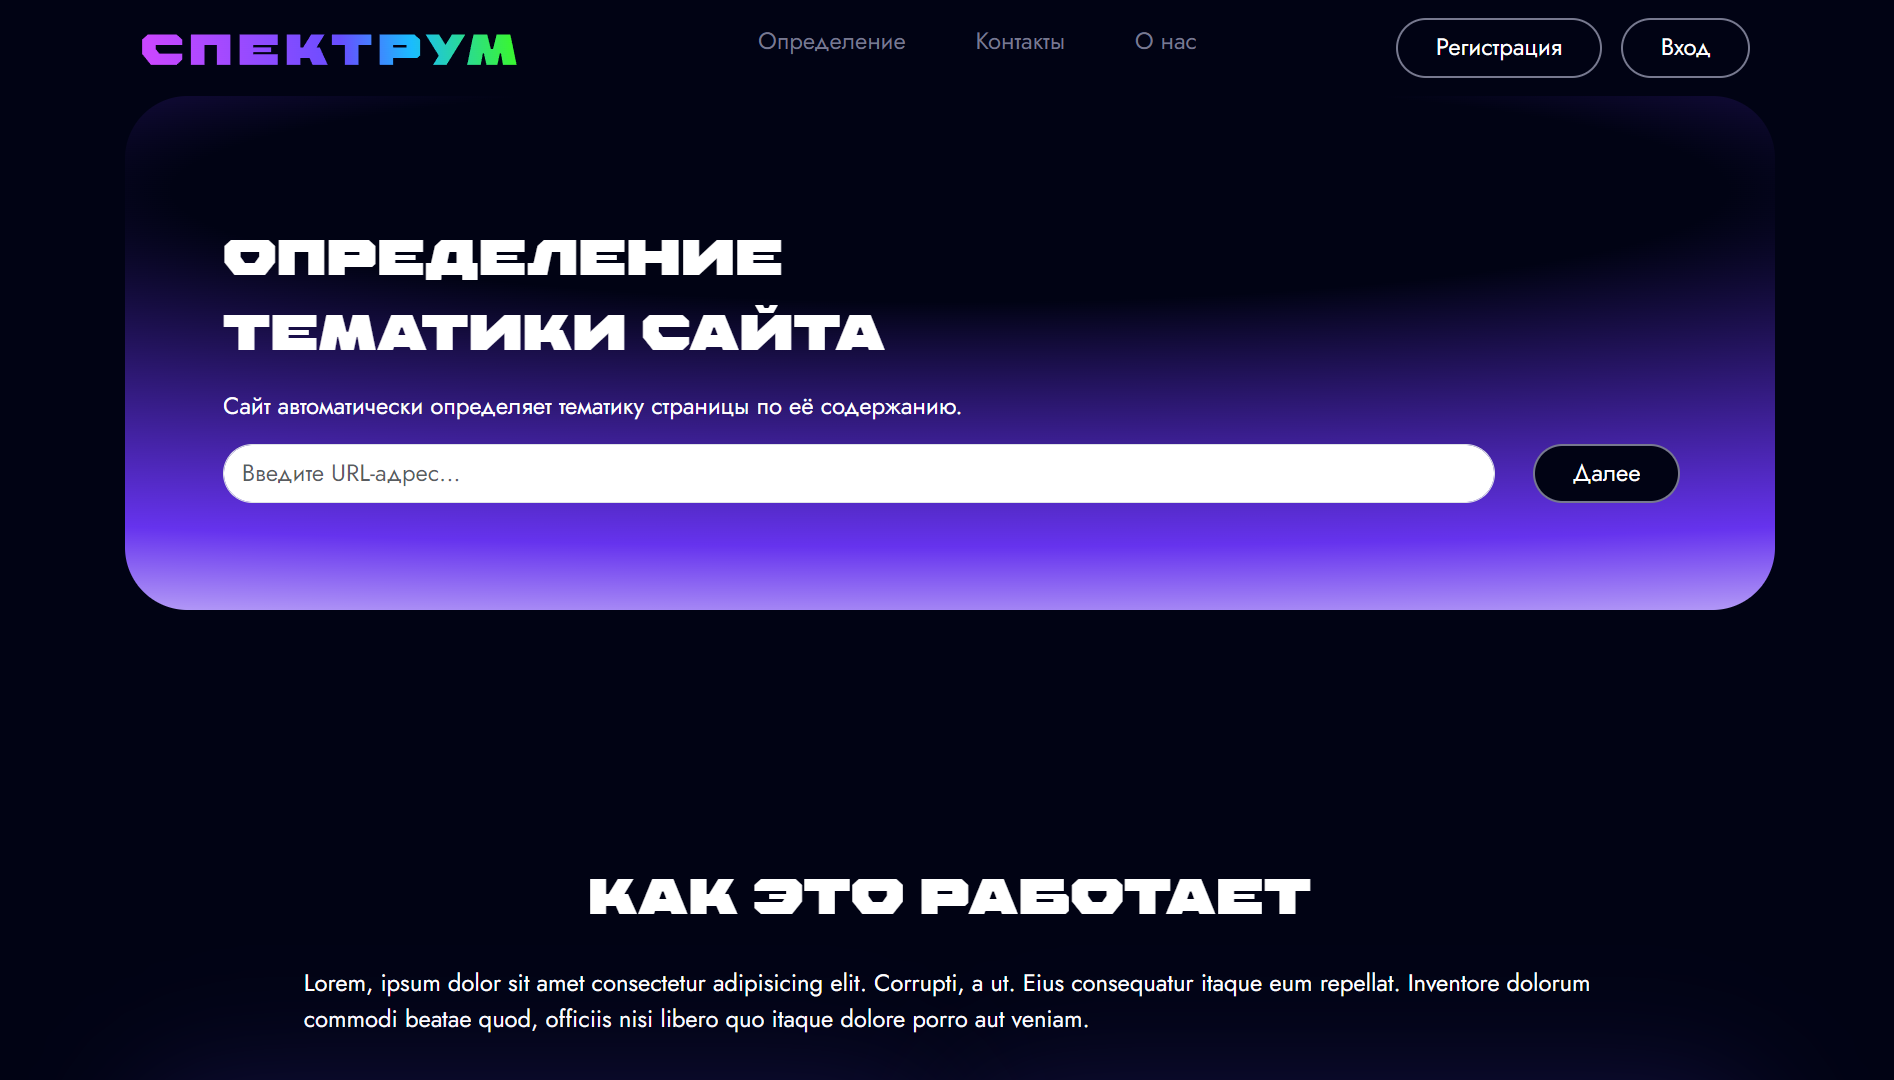 СПЕКТРУМ
Определение
Контакты
О нас
Регистрация
Вход
ОПРЕДЕЛЕНИЕ
ТЕМАТИКИ САЙТА
Сайт автоматически определяет тематику страницы по её содержанию.
Введите URL-адрес...
Далее
КАК ЭТО РАБОТАЕТ
Lorem, ipsum dolor sit amet consectetur adipisicing elit. Corrupti, a ut. Eius consequatur itaque eum repellat. Inventore dolorum
commodi beatae quod, officiis nisi libero quo itaque dolore porro aut veniam.